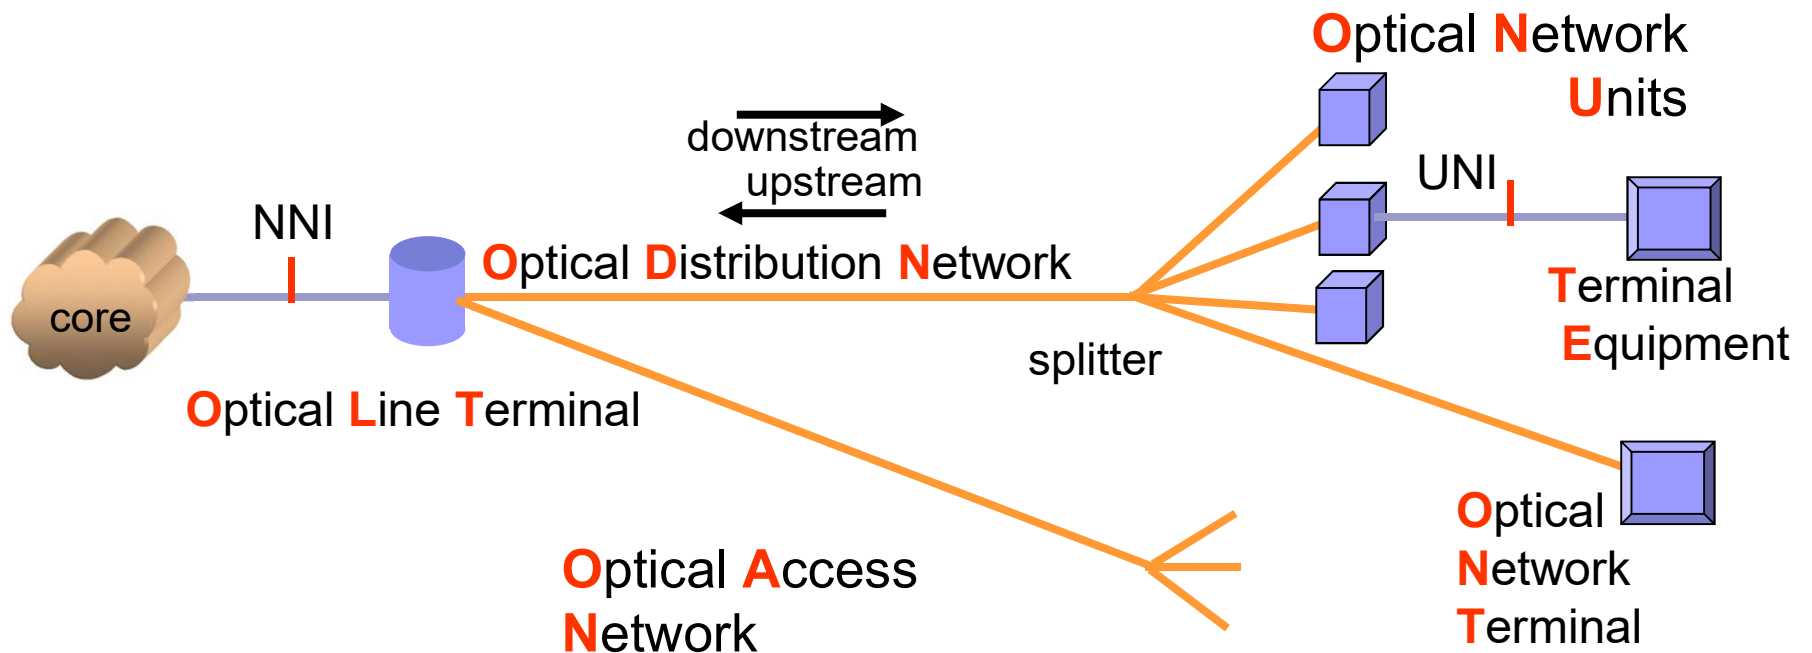 Optical Network
Units
downstream
upstream
UNI
NNI
Optical Distribution Network
core
Terminal
Equipment
splitter
Optical Line Terminal
Optical
Network
Terminal
Optical Access
Network